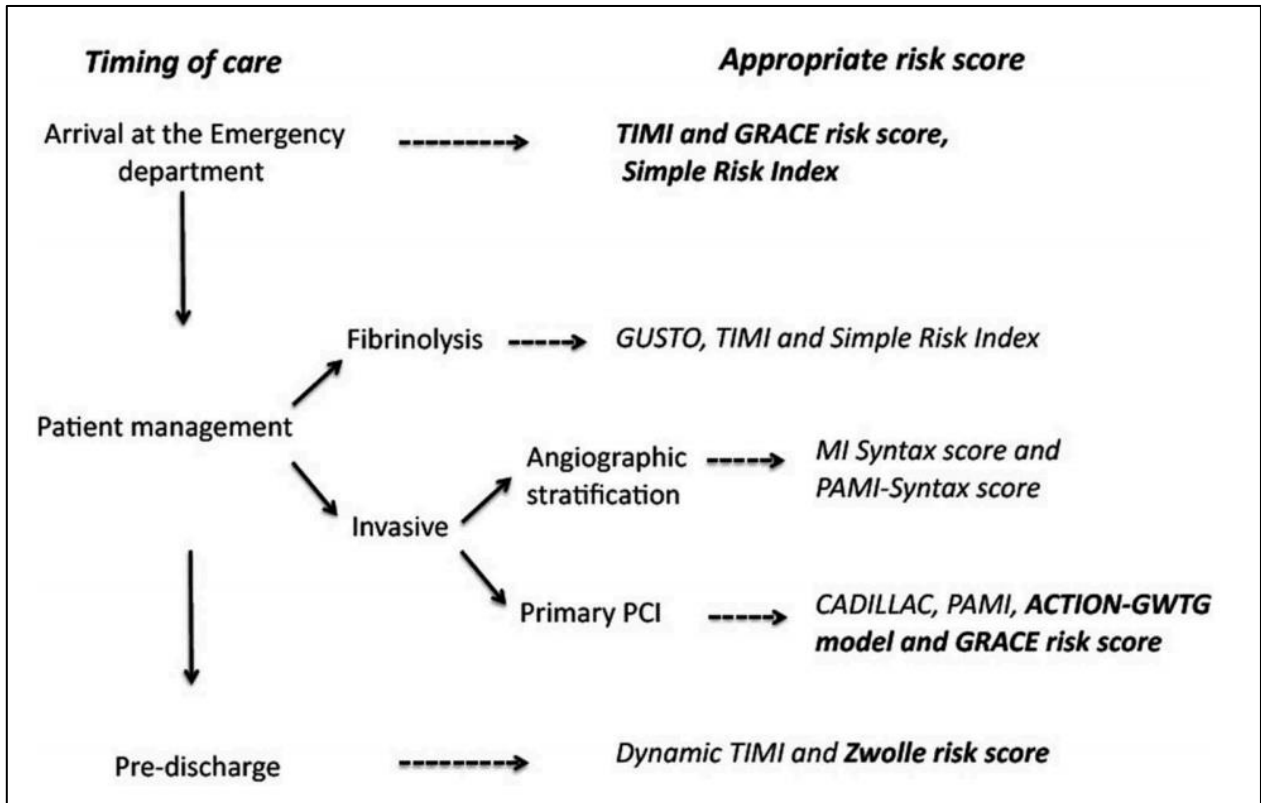 Timing of care
Appropriate risk score
Arrival at the Emergency
department
TIMI and GRACE risk score,
Simple Risk Index
Fibrinolysis
GUSTO, TIMI and Simple Risk Index
Patient management
Angiographic
stratification
MI Syntax score and
PAMI-Syntax score
Invasive
Primary PCI
CADILLAC, PAMI, ACTION-GWTG
model and GRACE risk score
Pre-discharge
Dynamic TIMI and Zwolle risk score